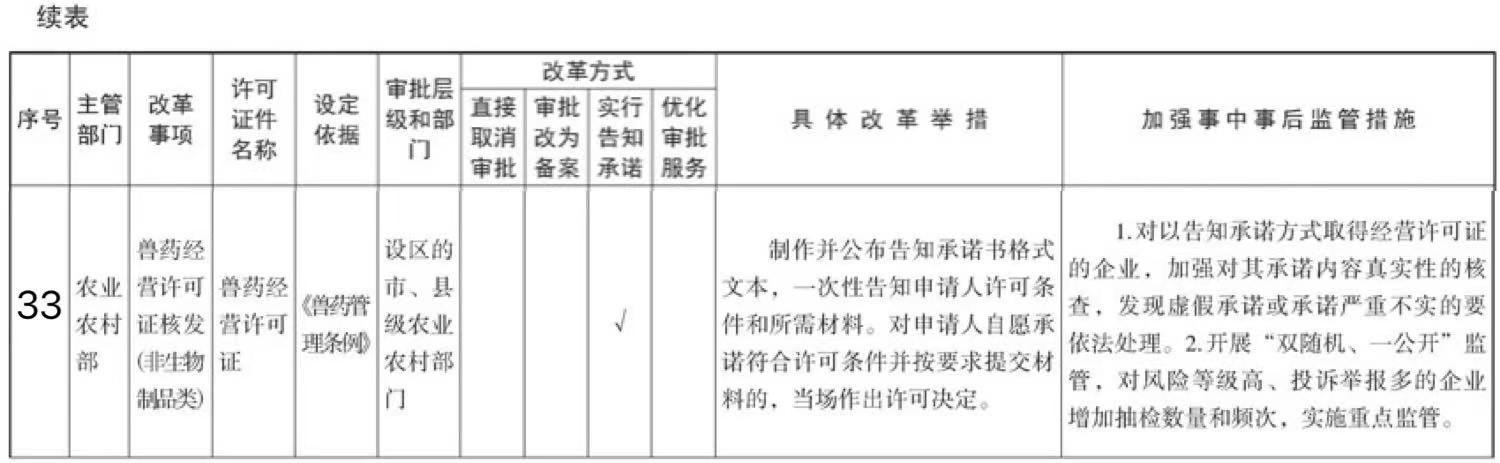 续表
序号
主管
部门
改革
事项
许可
证件
名称
设定
依据
审批层
级和部
门
改革方式
直接
取消
审批
审批
改为
备案
实行
告知
承诺
优化
审批
服务
具体改革举措
加强事中事后监管措施
33
农业
农村
部
兽药经
营许可
证核发
(非生物
制品类)
兽药经
营许可
证
《兽药管
理条例》
设区的
市、县
级农业
农村部
门
√
制作并公布告知承诺书格式
文本，一次性告知申请人许可条
件和所需材料。对申请人自愿承
诺符合许可条件并按要求提交材
料的，当场作出许可决定。
1.对以告知承诺方式取得经营许可证
的企业，加强对其承诺内容真实性的核
查，发现虚假承诺或承诺严重不实的要
依法处理。2.开展“双随机、一公开”监
管，对风险等级高、投诉举报多的企业
增加抽检数量和频次，实施重点监管。